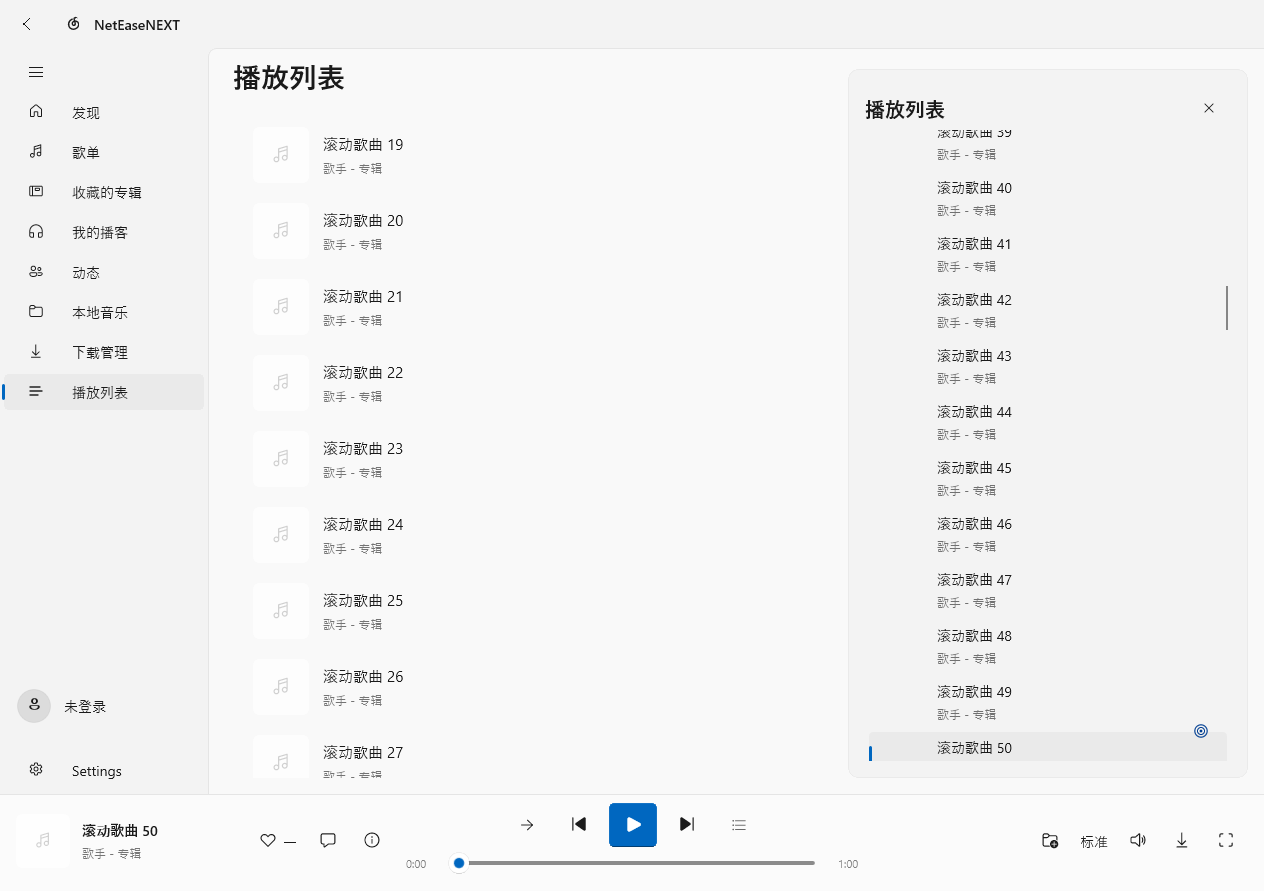 NetEaseNEXT
发现
歌单
收藏的专辑
我的播客
动态
本地音乐
下载管理
播放列表
未登录
Settings
播放列表
滚动歌曲 19
歌手 - 专辑
滚动歌曲 20
歌手 - 专辑
滚动歌曲 21
歌手 - 专辑
滚动歌曲 22
歌手 - 专辑
滚动歌曲 23
歌手 - 专辑
滚动歌曲 24
歌手 - 专辑
滚动歌曲 25
歌手 - 专辑
滚动歌曲 26
歌手 - 专辑
滚动歌曲 27
歌手 - 专辑
播放列表
滚动歌曲 39
歌手 - 专辑
滚动歌曲 40
歌手 - 专辑
滚动歌曲 41
歌手 - 专辑
滚动歌曲 42
歌手 - 专辑
滚动歌曲 43
歌手 - 专辑
滚动歌曲 44
歌手 - 专辑
滚动歌曲 45
歌手 - 专辑
滚动歌曲 46
歌手 - 专辑
滚动歌曲 47
歌手 - 专辑
滚动歌曲 48
歌手 - 专辑
滚动歌曲 49
歌手 - 专辑
滚动歌曲 50
滚动歌曲 50
歌手 - 专辑
0:00
1:00
标准